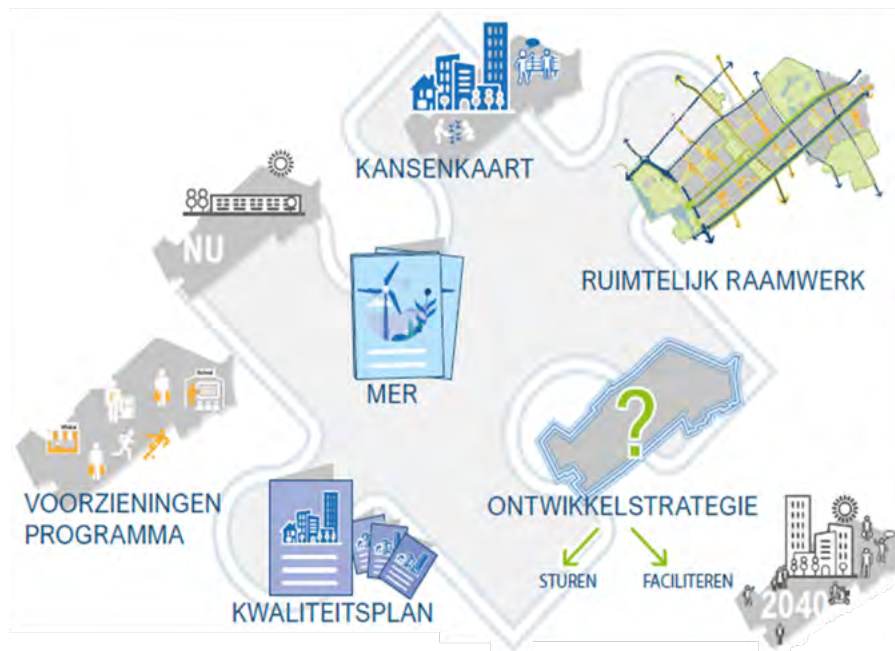 KANSENKAART
NU
RUIMTELIJK RAAMWERK
MER
VOORZIENINGEN
PROGRAMMA
?
ONTWIKKELSTRATEGIE
STUREN
FACILITEREN
KWALITEITSPLAN
2040